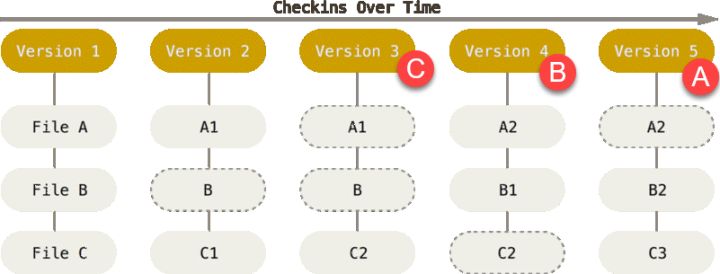 Checkins Over Time
Version 1 Version 2 Version 3 Version 4 Version 5
C B A
File A A1 A1 A2 A2
File B B B B1 B2
File C C1 C2 C2 C3